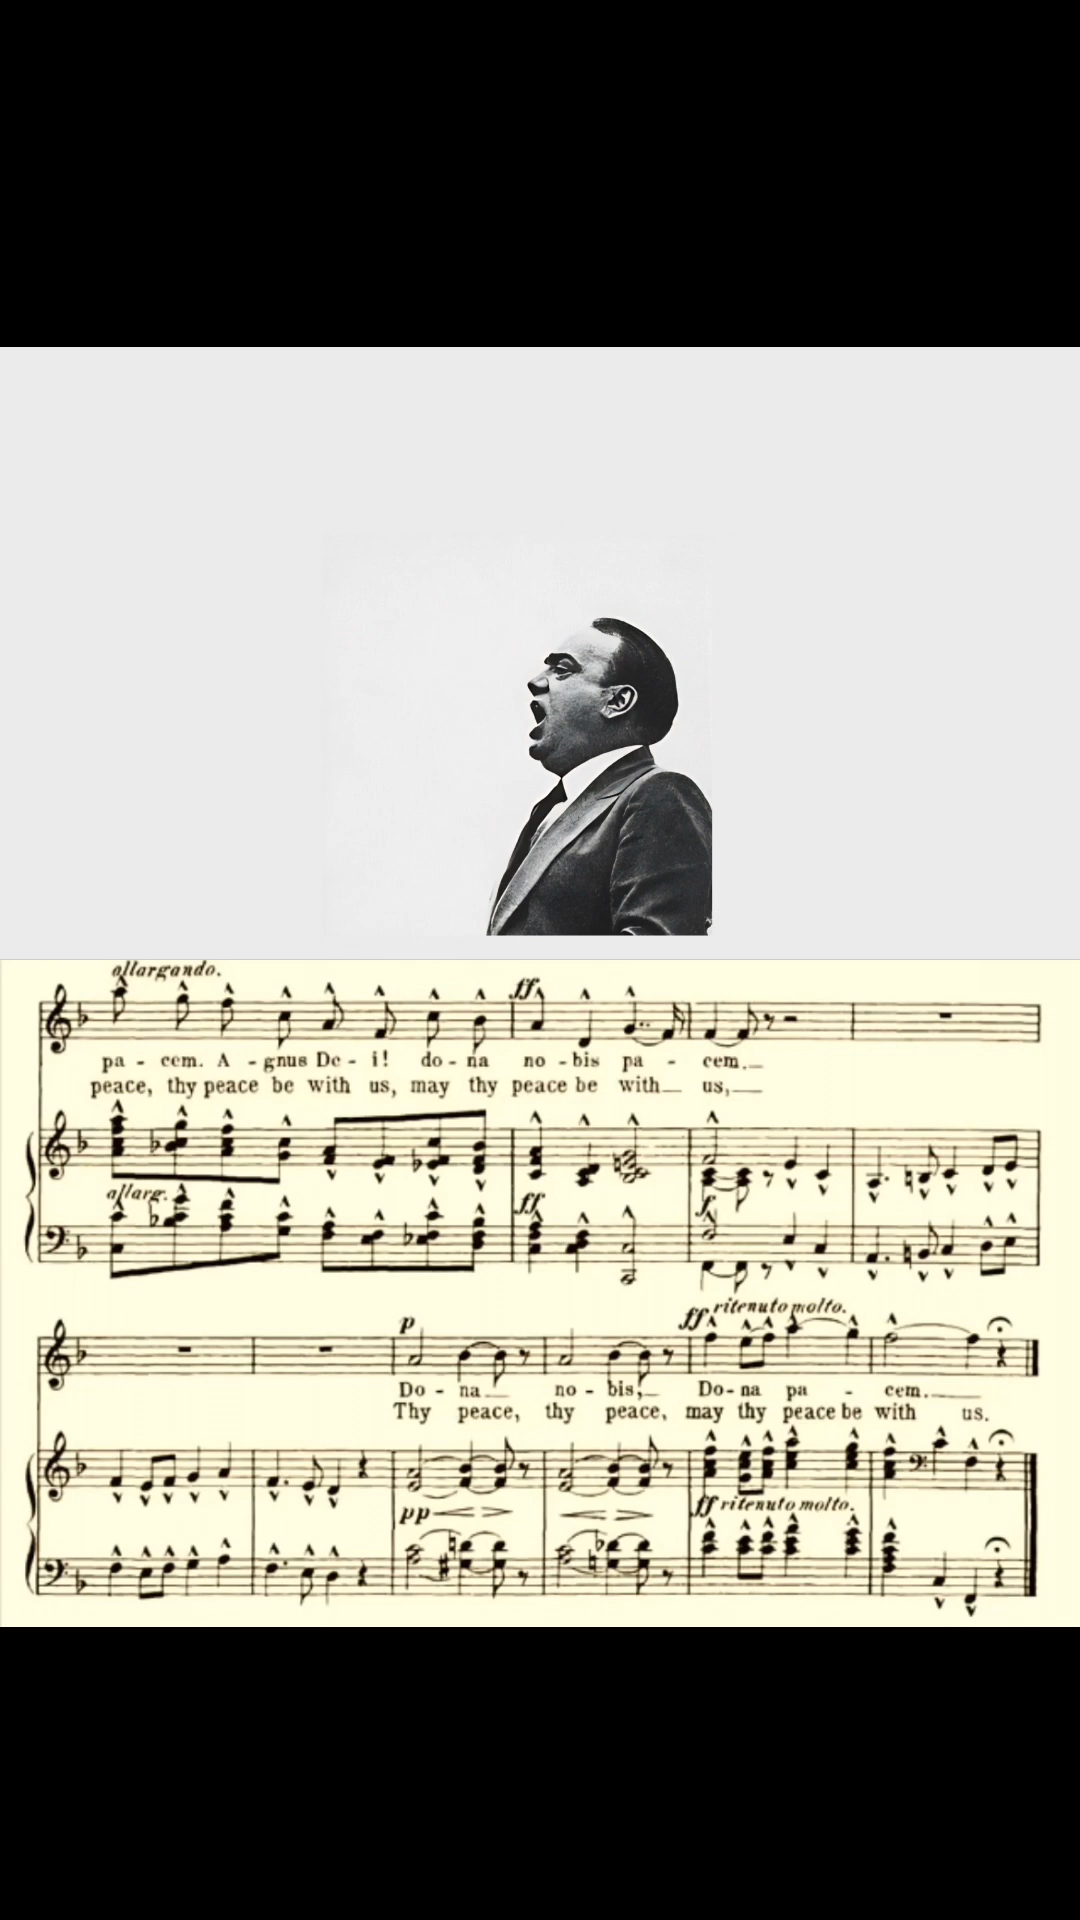 allargando.
ff
pa - cem. A - gnus De - i! do - na no - bis pa - cem.
peace, thy peace be with us, may thy peace be with us,
allarg.
ff
f
p
ff ritenuto molto.
Do - na no - bis, Do - na pa - cem.
Thy peace, thy peace, may thy peace be with us.
pp
ff ritenuto molto.